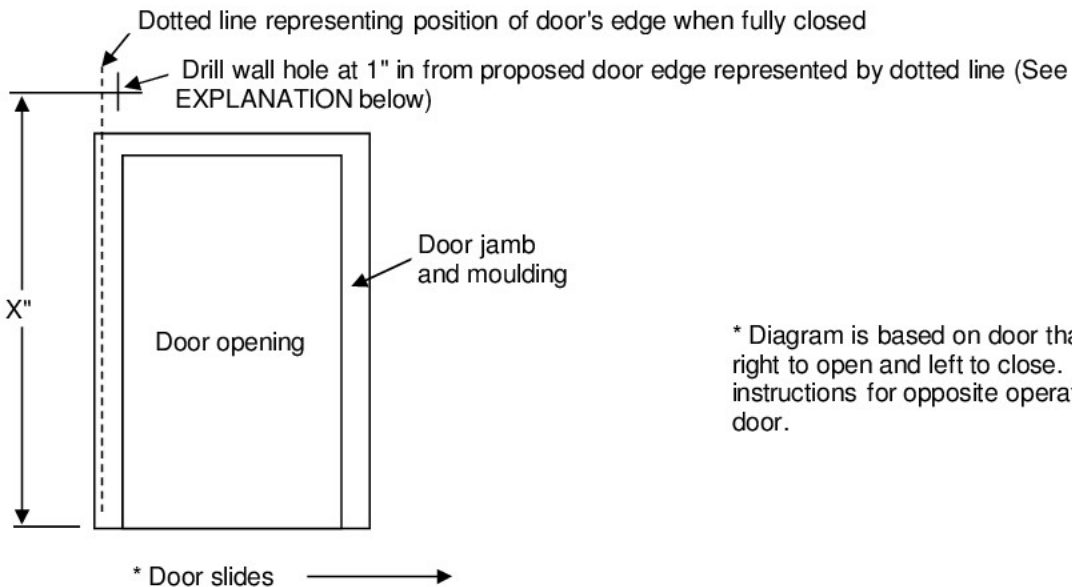 Dotted line representing position of door's edge when fully closed
Drill wall hole at 1" in from proposed door edge represented by dotted line (See
EXPLANATION below)
Door jamb
and moulding
X"
Door opening
* Diagram is based on door tha
right to open and left to close.
instructions for opposite operat
door.
* Door slides